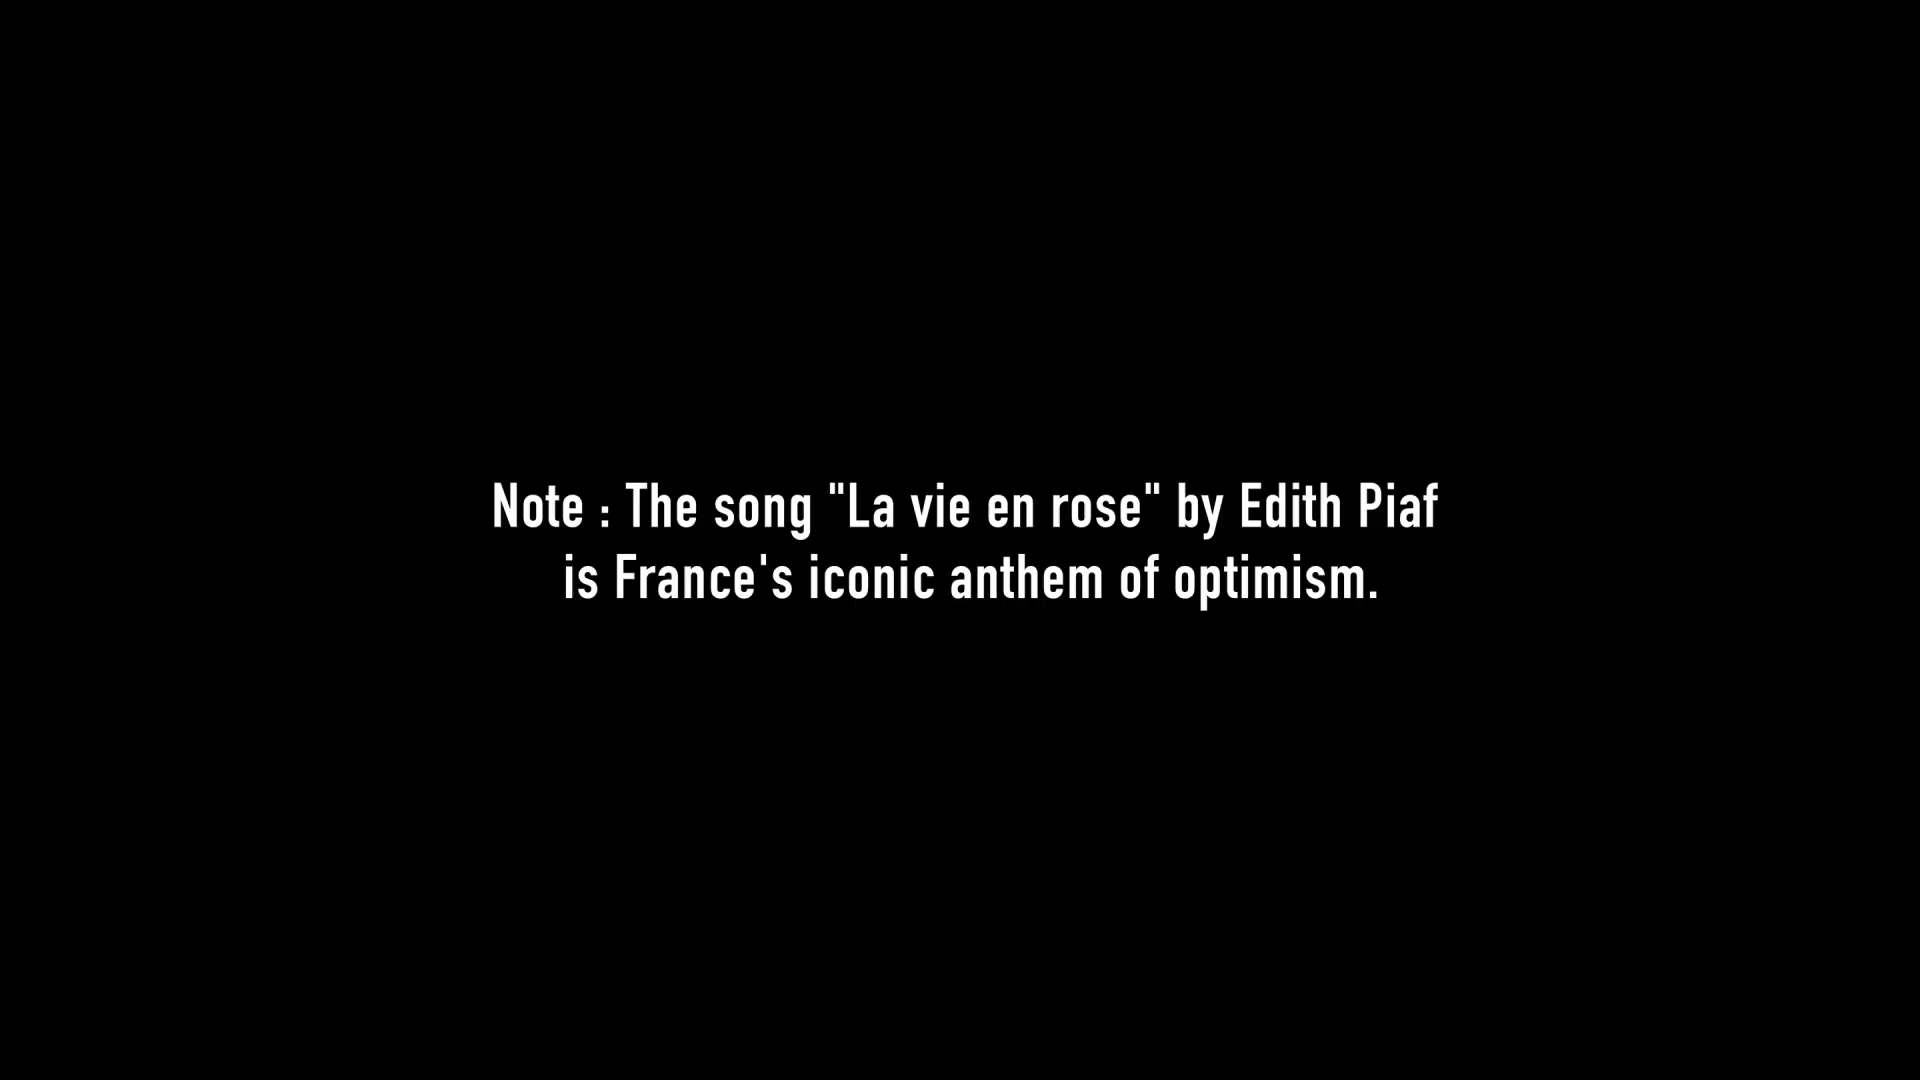 Note : The song "La vie en rose" by Edith Piaf
is France's iconic anthem of optimism.